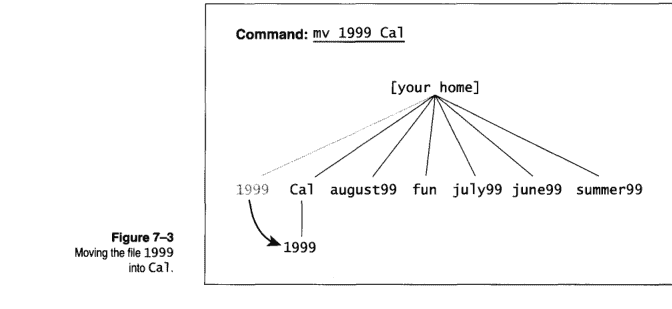 Command: mv 1999 Cal
[your home]
1999 Cal august99 fun july99 june99 summer99
1999
Figure 7–3
Moving the file 1999
into Cal.